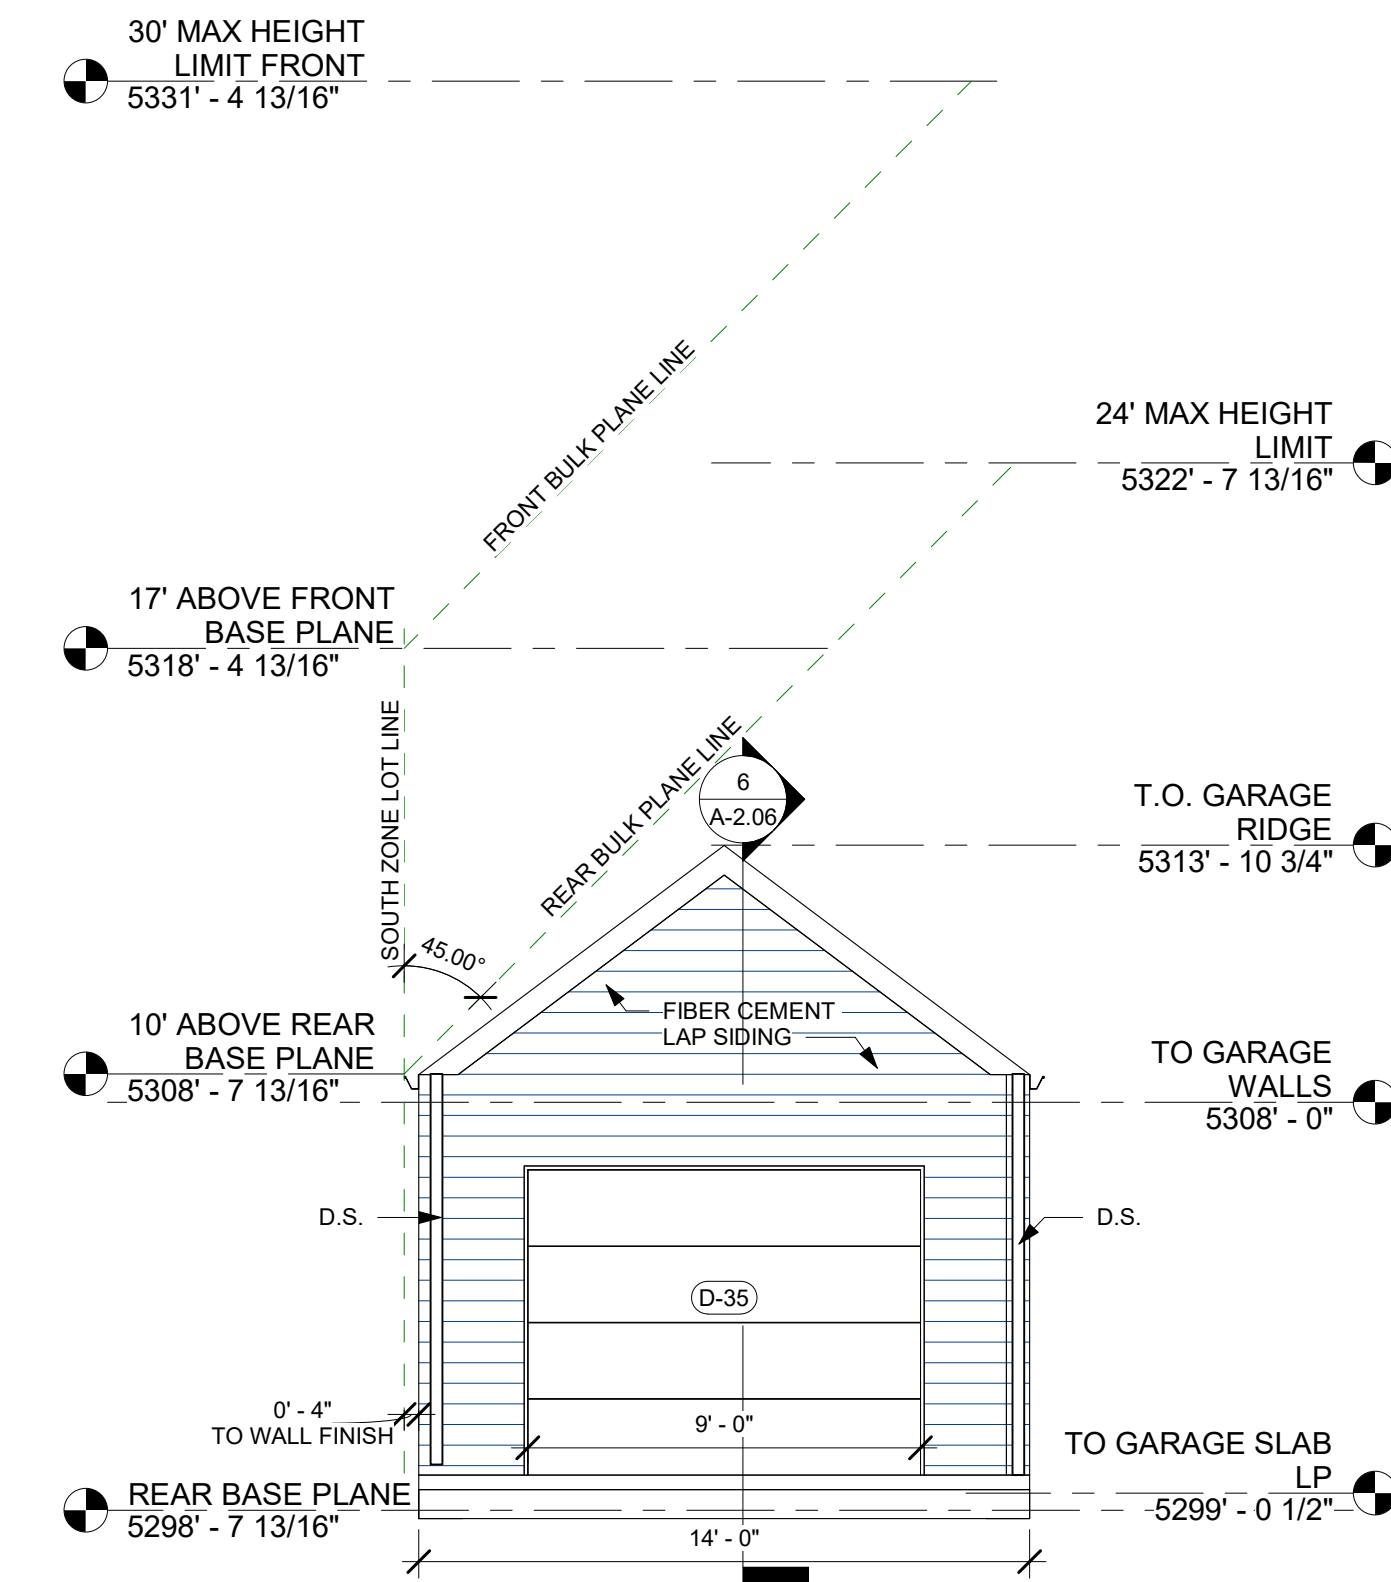 30' MAX HEIGHT
LIMIT FRONT
5331' - 4 13/16"
FRONT BULK PLANE LINE
24' MAX HEIGHT
LIMIT
5322' - 7 13/16"
17' ABOVE FRONT
BASE PLANE
5318' - 4 13/16"
SOUTH ZONE LOT LINE
REAR BULK PLANE LINE
6
A-2.06
T.O. GARAGE
RIDGE
5313' - 10 3/4"
45.00°
FIBER CEMENT
LAP SIDING
10' ABOVE REAR
BASE PLANE
5308' - 7 13/16"
TO GARAGE
WALLS
5308' - 0"
D.S.
D.S.
D-35
0' - 4"
TO WALL FINISH
9' - 0"
TO GARAGE SLAB
LP
5299' - 0 1/2"
REAR BASE PLANE
5298' - 7 13/16"
14' - 0"